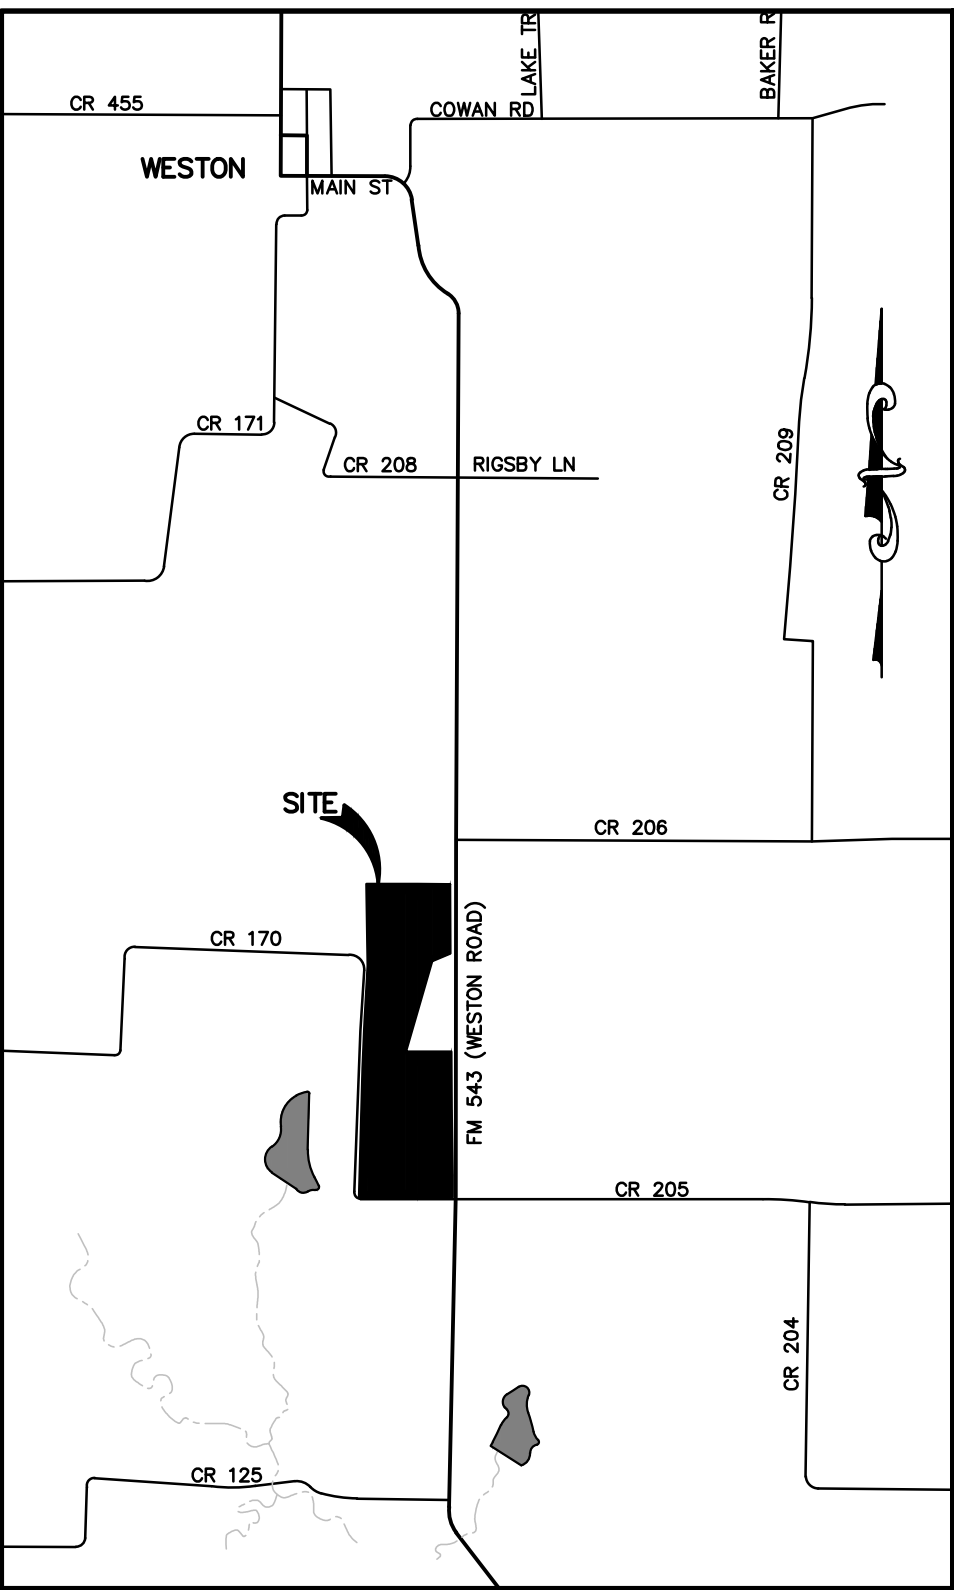 LAKE TR
BAKER R
CR 455
COWAN RD
WESTON
MAIN ST
CR 171
CR 208
RIGSBY LN
CR 209
SITE
CR 206
CR 170
FM 543 (WESTON ROAD)
CR 205
CR 204
CR 125